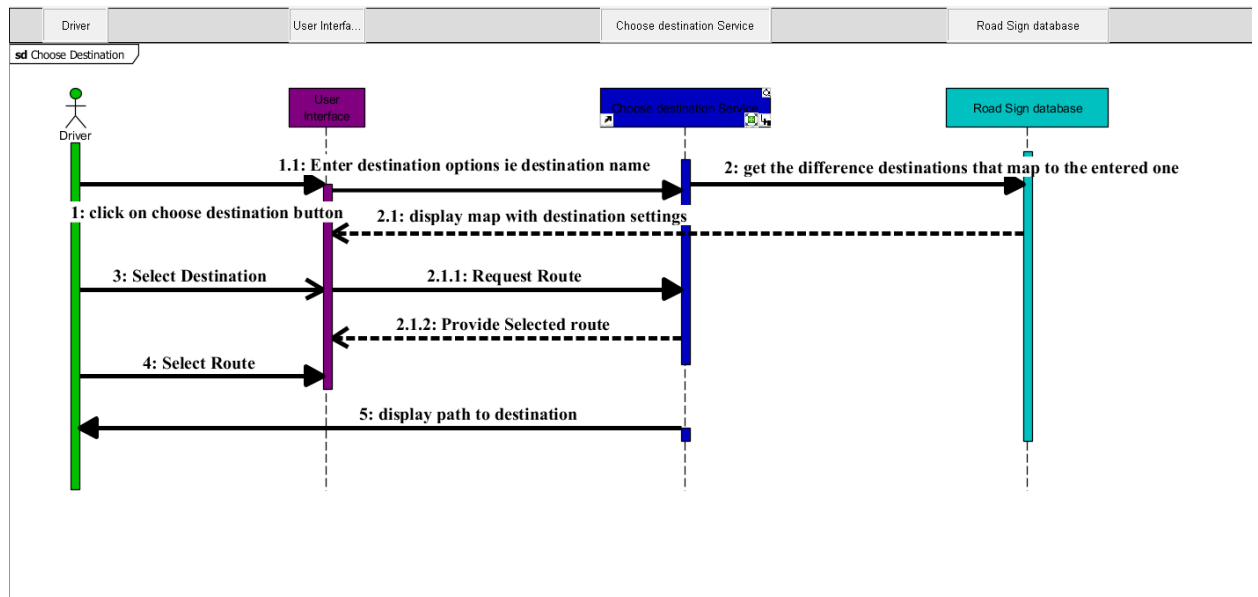 Driver
User Interfa...
Choose destination Service
Road Sign database
sd Choose Destination
User
Interface
Choose destination Service
Road Sign database
Driver
1.1: Enter destination options ie destination name
2: get the difference destinations that map to the entered one
1: click on choose destination button
2.1: display map with destination settings
3: Select Destination
2.1.1: Request Route
2.1.2: Provide Selected route
4: Select Route
5: display path to destination